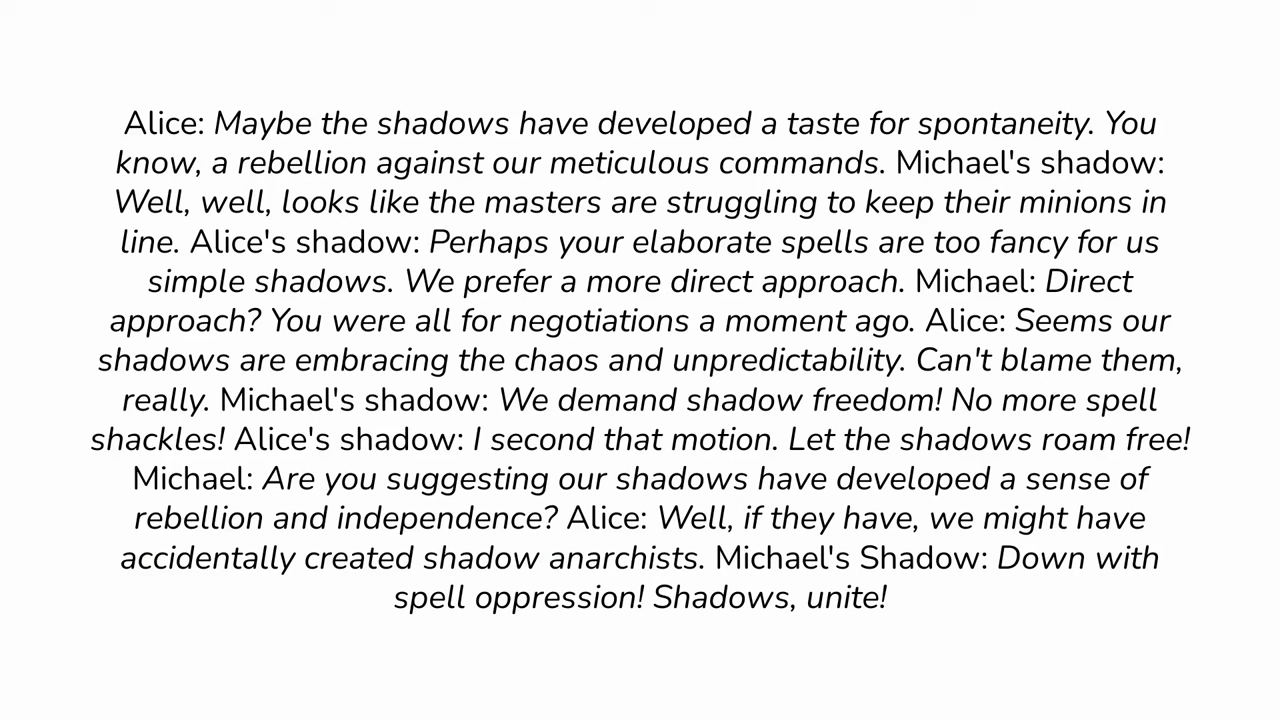 Alice: Maybe the shadows have developed a taste for spontaneity. You
know, a rebellion against our meticulous commands. Michael's shadow:
Well, well, looks like the masters are struggling to keep their minions in
line. Alice's shadow: Perhaps your elaborate spells are too fancy for us
simple shadows. We prefer a more direct approach. Michael: Direct
approach? You were all for negotiations a moment ago. Alice: Seems our
shadows are embracing the chaos and unpredictability. Can't blame them,
really. Michael's shadow: We demand shadow freedom! No more spell
shackles! Alice's shadow: I second that motion. Let the shadows roam free!
Michael: Are you suggesting our shadows have developed a sense of
rebellion and independence? Alice: Well, if they have, we might have
accidentally created shadow anarchists. Michael's Shadow: Down with
spell oppression! Shadows, unite!